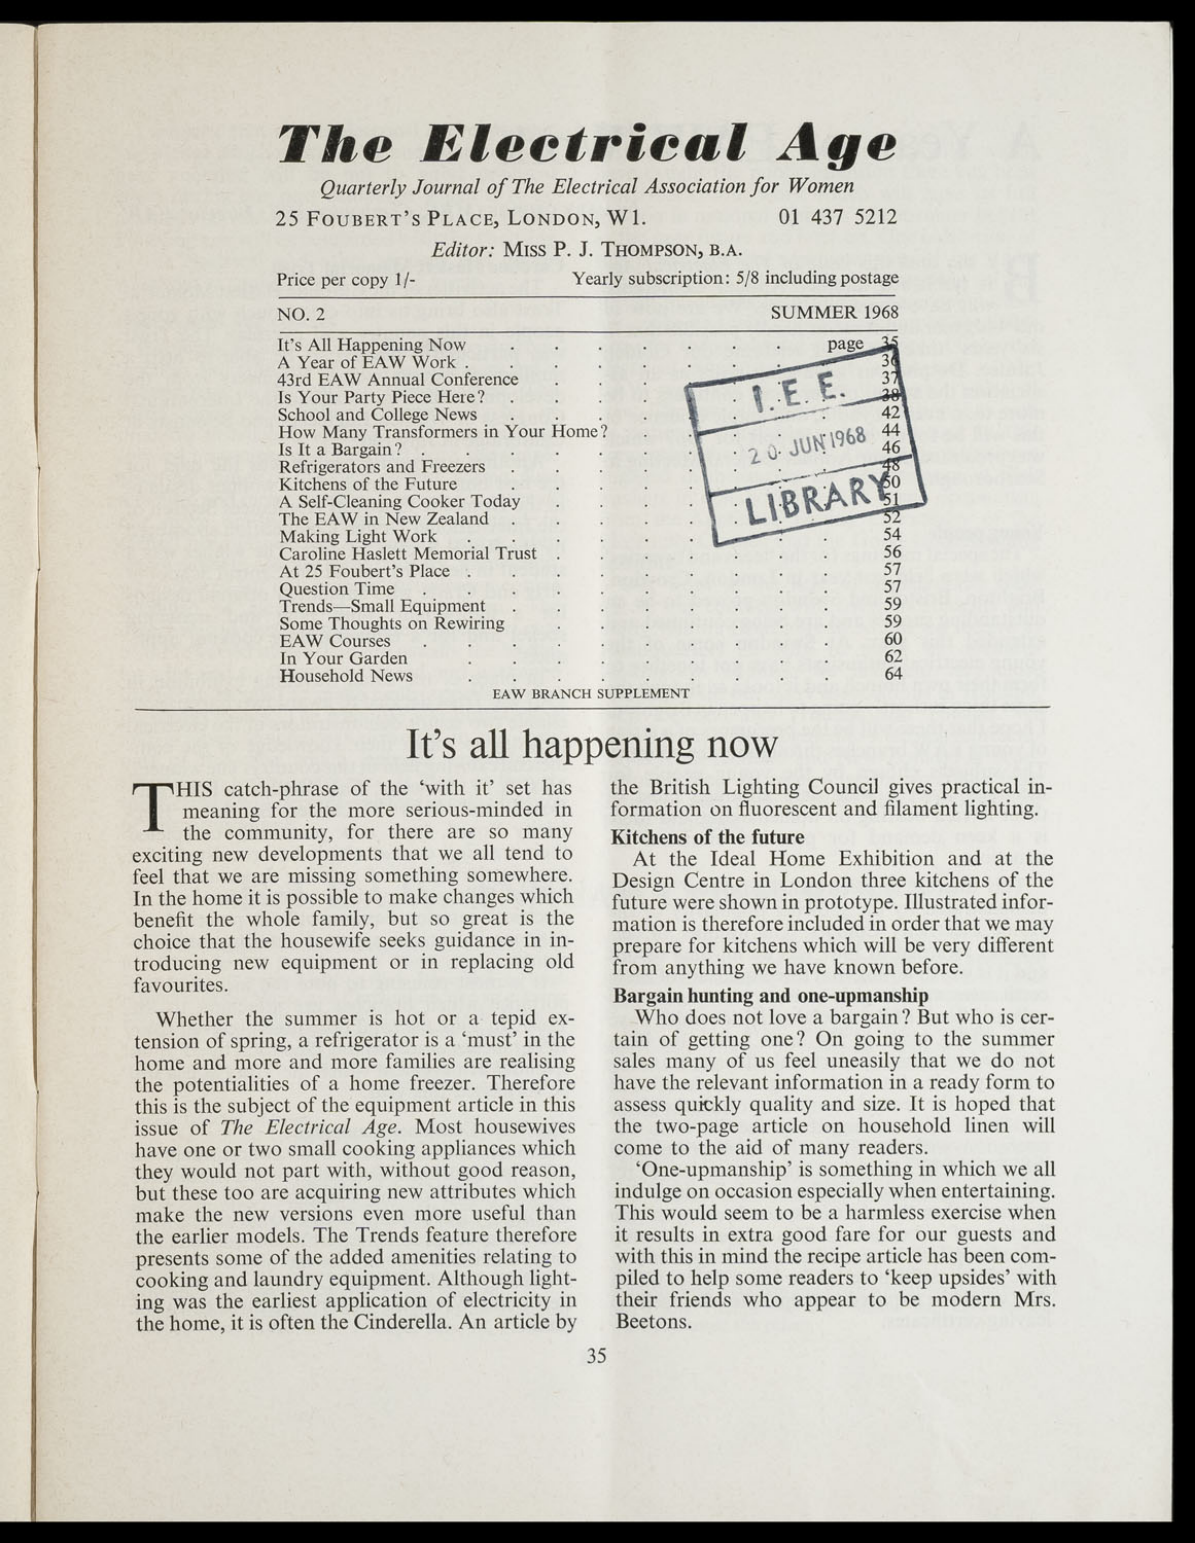 The Electrical Age
Quarterly Journal of The Electrical Association for Women
25 FOUBERT'S PLACE, LONDON, W1. 01 437 5212
Editor: MISS P. J. THOMPSON, B.A.
Price per copy 1/- Yearly subscription: 5/8 including postage
NO. 2 SUMMER 1968
It's All Happening Now . . . . . . . page 35
A Year of EAW Work . . . . . . . . . 36
43rd EAW Annual Conference . . . . . . . 37
Is Your Party Piece Here? . . . . . . . . 38
School and College News . . . . . . . . 42
How Many Transformers in Your Home? . . . . . 44
Is It a Bargain? . . . . . . . . . . 46
Refrigerators and Freezers . . . . . . . . 48
Kitchens of the Future . . . . . . . . 50
A Self-Cleaning Cooker Today . . . . . . . 51
The EAW in New Zealand . . . . . . . . 52
Making Light Work . . . . . . . . . 54
Caroline Haslett Memorial Trust . . . . . . . 56
At 25 Foubert's Place . . . . . . . . . 57
Question Time . . . . . . . . . . 57
Trends—Small Equipment . . . . . . . . 59
Some Thoughts on Rewiring . . . . . . . 59
EAW Courses . . . . . . . . . . 60
In Your Garden . . . . . . . . . 62
Household News . . . . . . . . . 64
EAW BRANCH SUPPLEMENT
I.E.E.
20 JUN 1968
LIBRARY
It's all happening now
THIS catch-phrase of the ‘with it’ set has
meaning for the more serious-minded in
the community, for there are so many
exciting new developments that we all tend to
feel that we are missing something somewhere.
In the home it is possible to make changes which
benefit the whole family, but so great is the
choice that the housewife seeks guidance in in-
troducing new equipment or in replacing old
favourites.
Whether the summer is hot or a tepid ex-
tension of spring, a refrigerator is a ‘must’ in the
home and more and more families are realising
the potentialities of a home freezer. Therefore
this is the subject of the equipment article in this
issue of The Electrical Age. Most housewives
have one or two small cooking appliances which
they would not part with, without good reason,
but these too are acquiring new attributes which
make the new versions even more useful than
the earlier models. The Trends feature therefore
presents some of the added amenities relating to
cooking and laundry equipment. Although light-
ing was the earliest application of electricity in
the home, it is often the Cinderella. An article by
the British Lighting Council gives practical in-
formation on fluorescent and filament lighting.
Kitchens of the future
At the Ideal Home Exhibition and at the
Design Centre in London three kitchens of the
future were shown in prototype. Illustrated infor-
mation is therefore included in order that we may
prepare for kitchens which will be very different
from anything we have known before.
Bargain hunting and one-upmanship
Who does not love a bargain? But who is cer-
tain of getting one? On going to the summer
sales many of us feel uneasily that we do not
have the relevant information in a ready form to
assess quickly quality and size. It is hoped that
the two-page article on household linen will
come to the aid of many readers.
‘One-upmanship’ is something in which we all
indulge on occasion especially when entertaining.
This would seem to be a harmless exercise when
it results in extra good fare for our guests and
with this in mind the recipe article has been com-
piled to help some readers to ‘keep upsides’ with
their friends who appear to be modern Mrs.
Beetons.
35